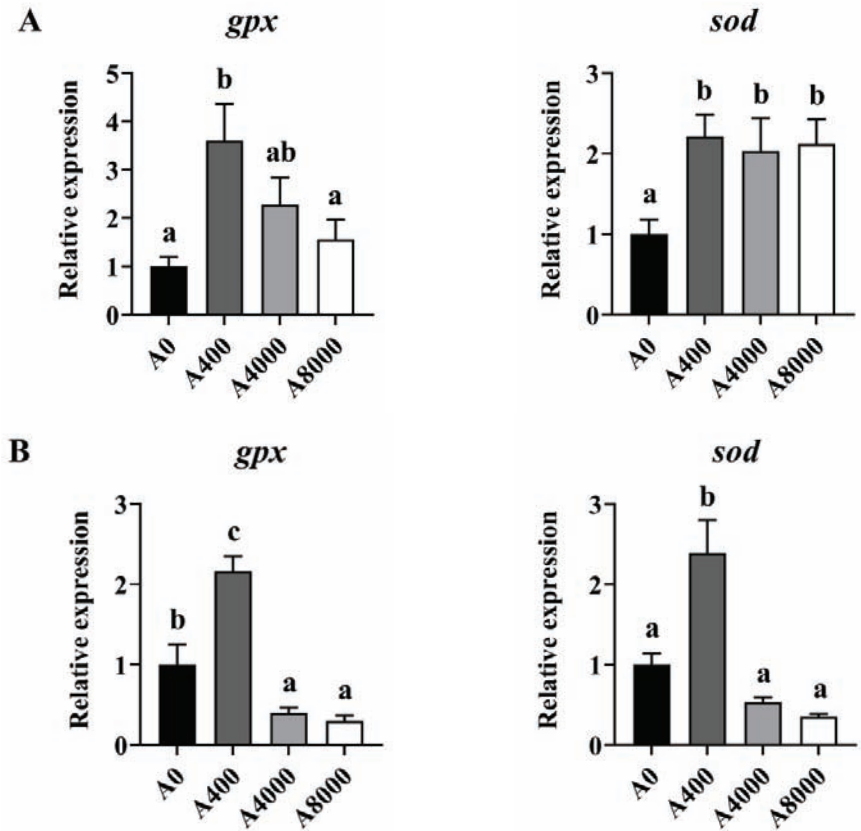 A
gpx
sod
Relative expression
5
4
3
2
1
0
a
b
ab
a
A0
A400
A4000
A8000
Relative expression
3
2
1
0
a
b
b
b
A0
A400
A4000
A8000
B
gpx
sod
Relative expression
3
2
1
0
b
c
a
a
A0
A400
A4000
A8000
Relative expression
3
2
1
0
a
b
a
a
A0
A400
A4000
A8000